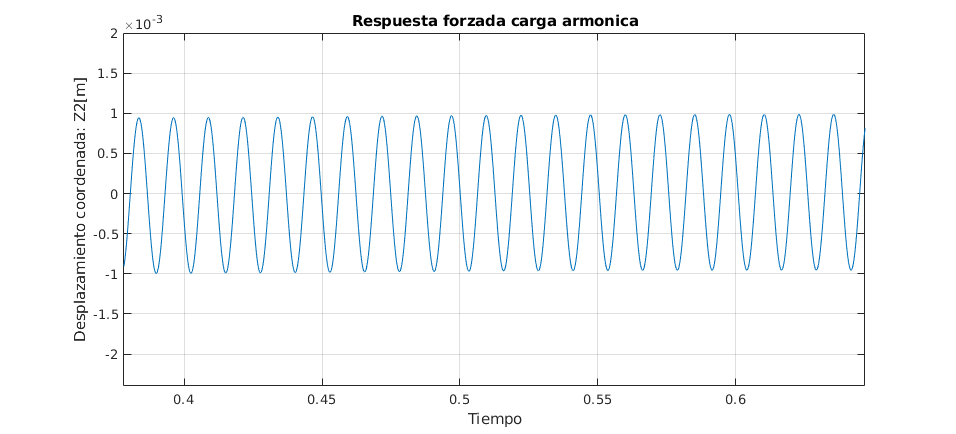 Respuesta forzada carga armonica
×10-3
2
1.5
1
0.5
0
-0.5
-1
-1.5
-2
Desplazamiento coordenada: Z2[m]
0.4 0.45 0.5 0.55 0.6
Tiempo